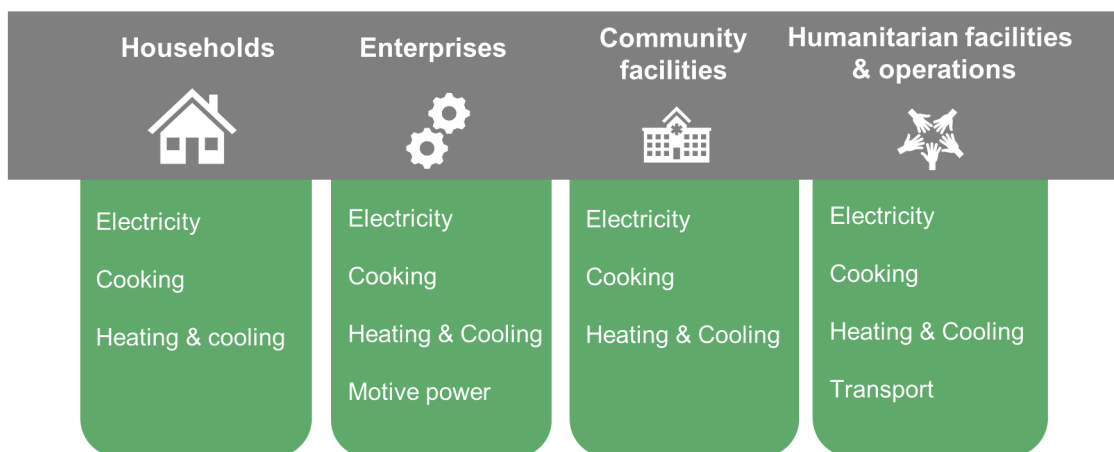 Households
Enterprises
Community
facilities
Humanitarian facilities
& operations
Electricity
Cooking
Heating & cooling
Electricity
Cooking
Heating & Cooling
Motive power
Electricity
Cooking
Heating & Cooling
Electricity
Cooking
Heating & Cooling
Transport